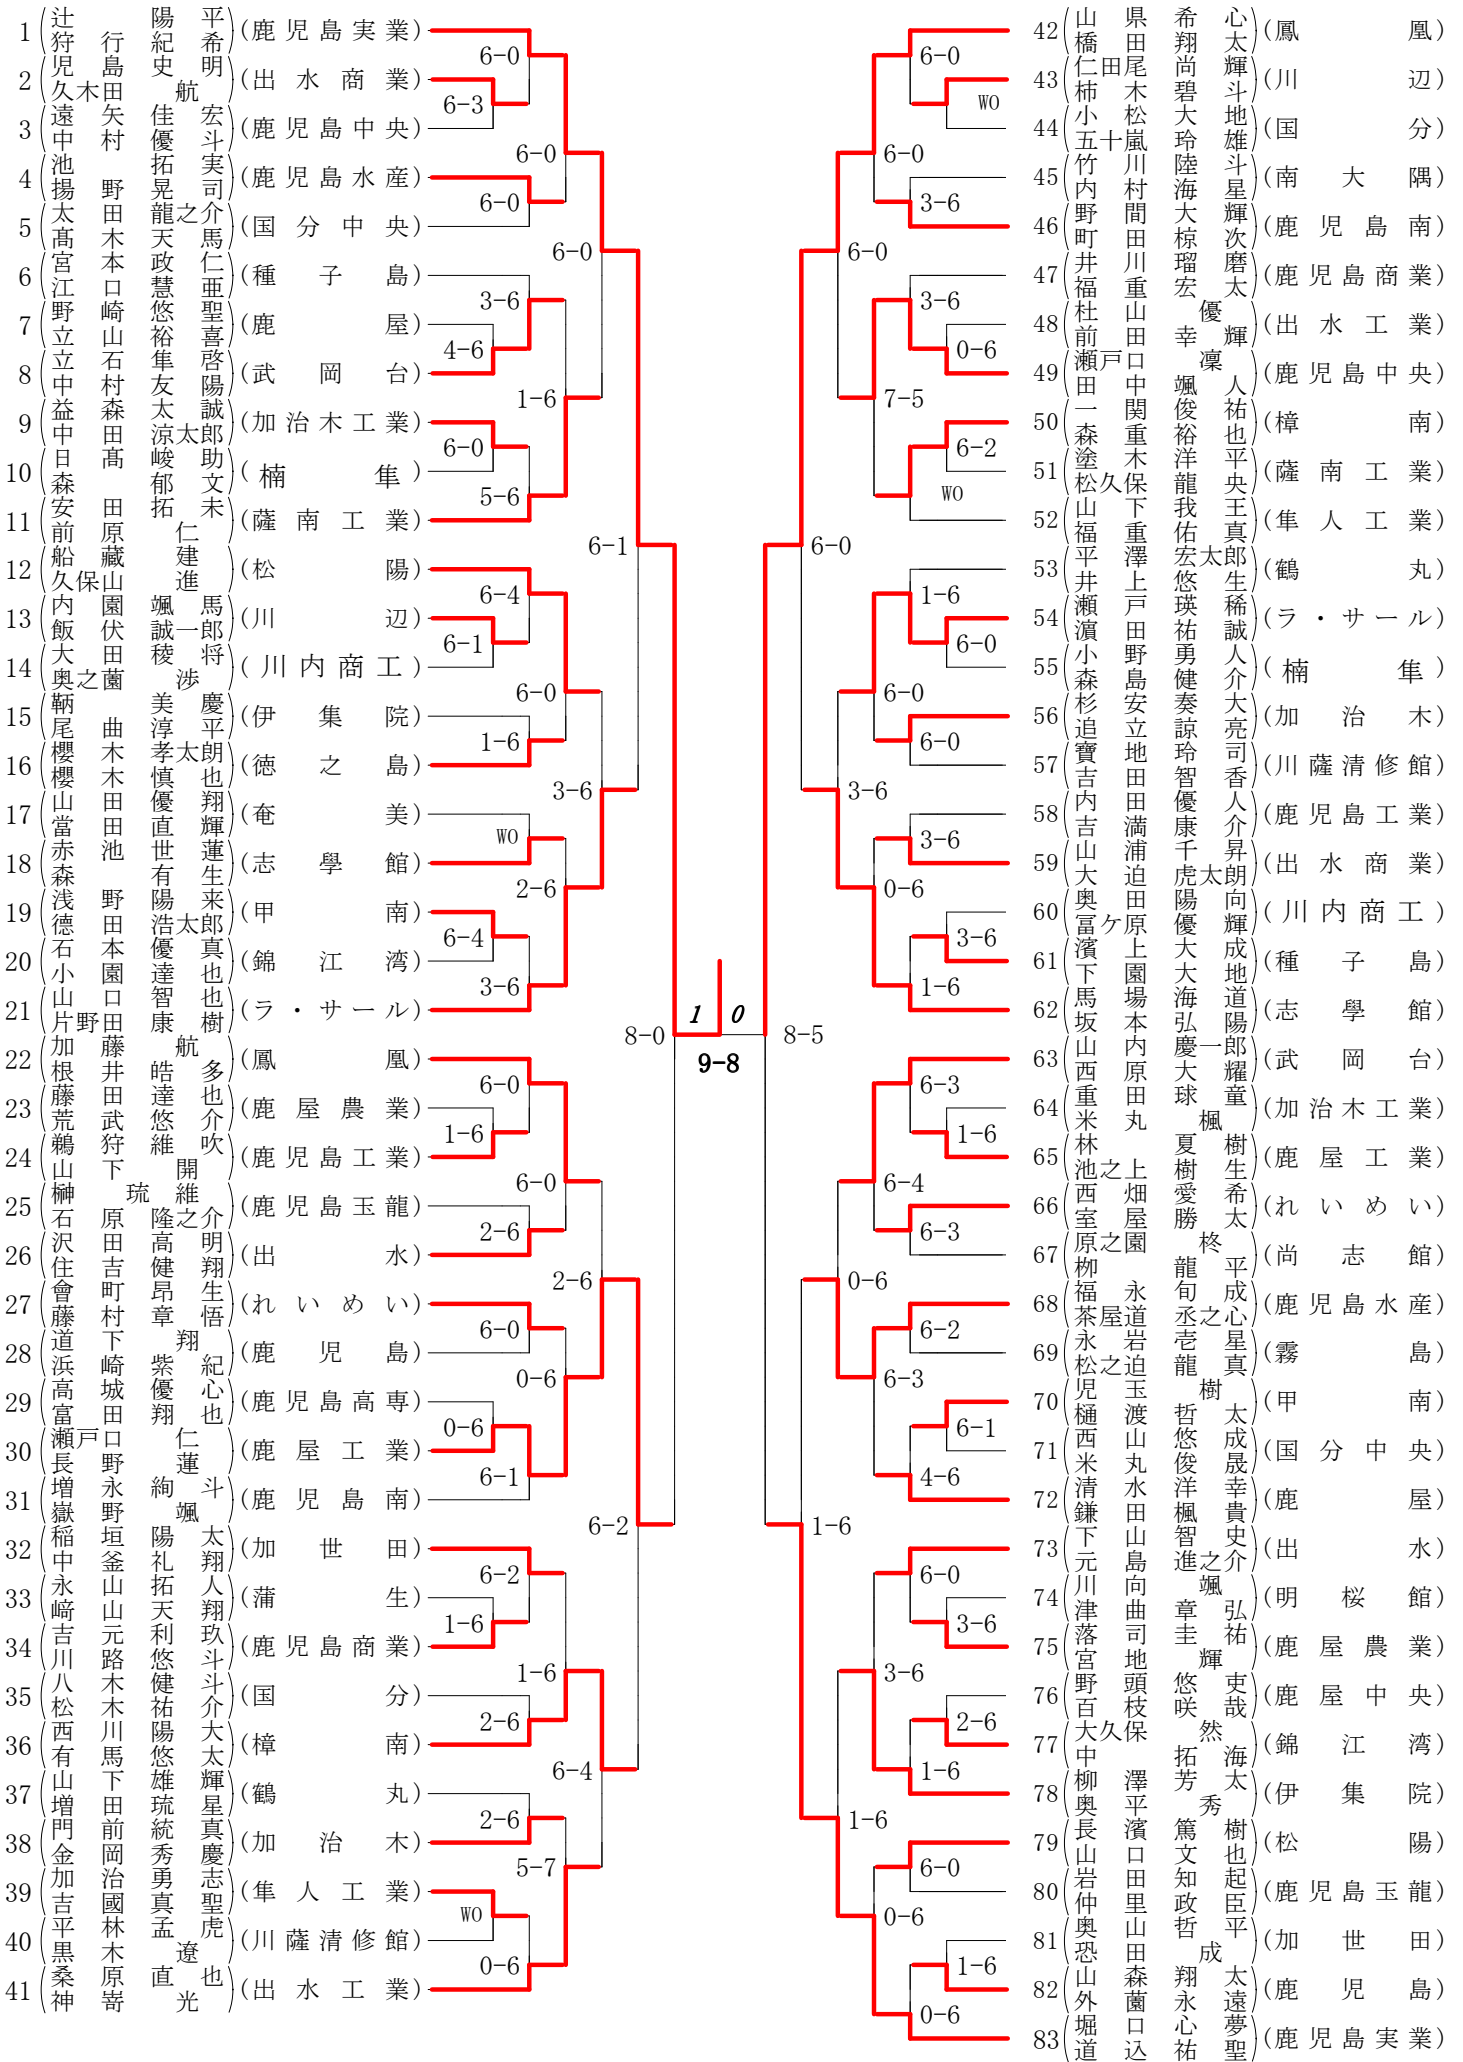 1 辻 陽平 狩行 紀希 (鹿児島実業)
2 児島 史明 久木田 航 (出水商業)
3 遠矢 佳宏 中村 優斗 (鹿児島中央)
4 池 拓実 揚野 晃司 (鹿児島水産)
5 太田 龍之介 髙木 天馬 (国分中央)
6 宮本 政仁 江口 慧亜 (種子島)
7 野崎 悠聖 立山 裕喜 (鹿屋)
8 立石 隼啓 中村 友陽 (武岡台)
9 益森 太誠 中田 涼太郎 (加治木工業)
10 日髙 峻助 森 郁文 (楠隼)
11 安田 拓未 前原 仁 (薩南工業)
12 船蔵 建 久保山 進 (松陽)
13 内園 颯馬 飯伏 誠一郎 (川辺)
14 大田 稜将 奥之薗 渉 (川内商工)
15 鞆 美慶 尾曲 淳平 (伊集院)
16 櫻木 孝太朗 櫻木 慎也 (徳之島)
17 山田 優翔 當田 直輝 (奄美)
18 赤池 世蓮 森 有生 (志學館)
19 浅野 陽来 德田 浩太郎 (甲南)
20 石本 優真 小園 達也 (錦江湾)
21 山口 智也 片野田 康樹 (ラ・サール)
22 加藤 航 根井 皓多 (鳳凰)
23 藤田 達也 荒武 悠介 (鹿屋農業)
24 鵜狩 維吹 山下 開 (鹿児島工業)
25 榊 琉維 石原 隆之介 (鹿児島玉龍)
26 沢田 高明 住吉 健翔 (出水)
27 會町 昂生 藤村 章悟 (れいめい)
28 道下 翔 浜崎 紫紀 (鹿児島)
29 高城 優心 富田 翔也 (鹿児島高専)
30 瀬戸口 仁 長野 蓮 (鹿屋工業)
31 増永 絢斗 嶽野 颯 (鹿児島南)
32 稲垣 陽太 中釜 礼翔 (加世田)
33 永山 拓人 﨑山 天翔 (蒲生)
34 吉元 利玖 川路 悠斗 (鹿児島商業)
35 八木 健斗 松木 祐介 (国分)
36 西川 陽大 有馬 悠太 (樟南)
37 山下 雄輝 増田 琉星 (鶴丸)
38 門前 統真 金岡 秀慶 (加治木)
39 加治 勇志 吉國 真聖 (隼人工業)
40 平林 孟虎 黒木 遼 (川薩清修館)
41 桑原 直也 神嵜 光 (出水工業)
6-0
6-3
6-0
6-0
6-0
3-6
4-6
1-6
6-0
5-6
6-1
6-4
6-1
6-0
1-6
3-6
WO
2-6
6-4
3-6
8-0
6-0
1-6
6-0
2-6
2-6
6-0
0-6
0-6
6-1
6-2
6-2
1-6
1-6
2-6
6-4
2-6
5-7
WO
0-6
1 0
9-8
6-0
WO
6-0
3-6
6-0
3-6
0-6
7-5
6-2
WO
6-0
1-6
6-0
6-0
6-0
3-6
3-6
0-6
3-6
1-6
8-5
6-3
1-6
6-4
6-3
0-6
6-2
6-3
6-1
4-6
1-6
6-0
3-6
3-6
2-6
1-6
1-6
6-0
0-6
1-6
0-6
42 山県 希心 橋田 翔太 (鳳凰)
43 仁田尾 尚輝 柿木 碧斗 (川辺)
44 小松 大地 五十嵐 玲雄 (国分)
45 竹川 陸斗 内村 海星 (南大隅)
46 野間 大輝 町田 椋次 (鹿児島南)
47 井川 瑠磨 福重 宏太 (鹿児島商業)
48 杜山 優 前田 幸輝 (出水工業)
49 瀬戸口 凜 田中 颯人 (鹿児島中央)
50 一関 俊祐 森重 裕也 (樟南)
51 塗木 洋平 松久保 龍央 (薩南工業)
52 山下 我王 福重 佑真 (隼人工業)
53 平澤 宏太郎 井上 悠生 (鶴丸)
54 瀬戸 瑛稀 濵田 祐誠 (ラ・サール)
55 小野 勇人 森島 健介 (楠隼)
56 杉安 奏大 追立 諒亮 (加治木)
57 寶地 玲司 吉田 智香 (川薩清修館)
58 内田 優人 吉満 康介 (鹿児島工業)
59 山浦 千昇 大迫 虎太朗 (出水商業)
60 奥田 陽向 冨ケ原 優輝 (川内商工)
61 濱上 大成 下園 大地 (種子島)
62 馬場 海道 坂本 弘陽 (志學館)
63 山内 慶一郎 西原 大耀 (武岡台)
64 重田 球童 米丸 楓 (加治木工業)
65 林 夏樹 池之上 樹生 (鹿屋工業)
66 西畑 愛希 室屋 勝太 (れいめい)
67 原之園 柊 柳 龍平 (尚志館)
68 福永 旬成 茶屋道 丞之心 (鹿児島水産)
69 永岩 壱星 松之迫 龍真 (霧島)
70 児玉 樹 樋渡 哲太 (甲南)
71 西山 悠成 米丸 俊晟 (国分中央)
72 清水 洋幸 鎌田 楓貴 (鹿屋)
73 下山 智史 元島 進之介 (出水)
74 川向 颯 津曲 章弘 (明桜館)
75 落司 圭祐 宮地 輝 (鹿屋農業)
76 野頭 悠吏 百枝 咲哉 (鹿屋中央)
77 大久保 然 中 拓海 (錦江湾)
78 柳澤 芳太 奥平 秀 (伊集院)
79 長濱 篤樹 山口 文也 (松陽)
80 岩田 知起 仲里 政臣 (鹿児島玉龍)
81 奥山 哲平 恐田 成 (加世田)
82 山森 翔太 外薗 永遠 (鹿児島)
83 堀口 心夢 道込 祐聖 (鹿児島実業)